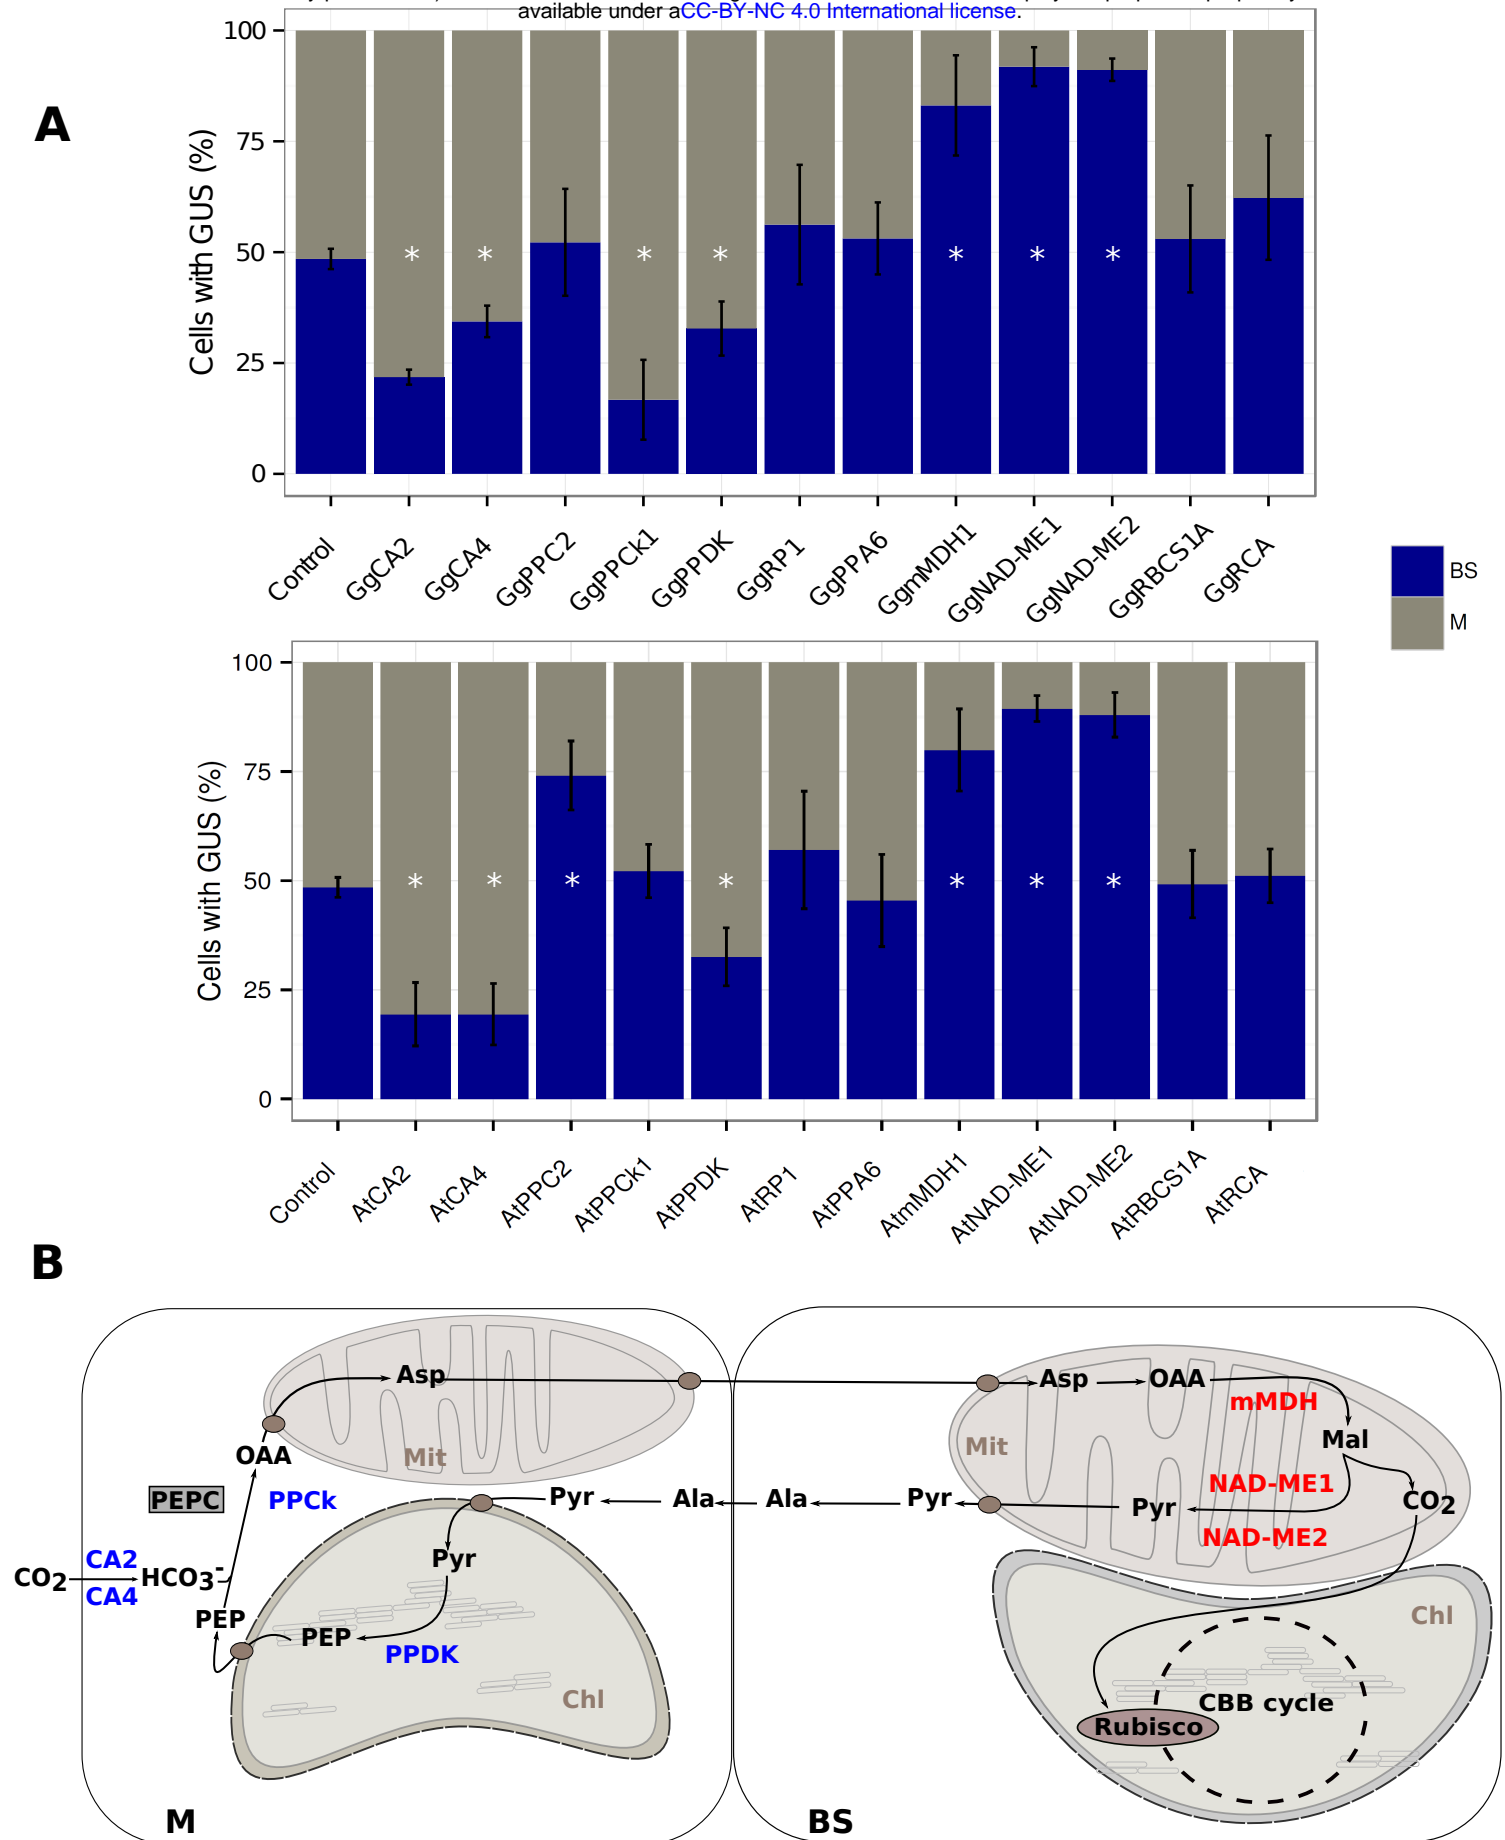 available under aCC-BY-NC 4.0 International license.
A
Cells with GUS (%)
100
75
50
25
0
* * * * * * *
Control GgCA2 GgCA4 GgPPC2 GgPPCk1 GgPPDK GgRP1 GgPPA6 GgmMDH1 GgNAD-ME1 GgNAD-ME2 GgRBCS1A GgRCA
BS
M
Cells with GUS (%)
100
75
50
25
0
* * * * * * *
Control AtCA2 AtCA4 AtPPC2 AtPPCk1 AtPPDK AtRP1 AtPPA6 AtmMDH1 AtNAD-ME1 AtNAD-ME2 AtRBCS1A AtRCA
B
Asp
OAA
Mit
PEPC
PPCk
CA2
CO2
HCO3-
CA4
PEP
Pyr
Ala
Pyr
PEP
PPDK
Chl
M
Asp
OAA
mMDH
Mit
Mal
NAD-ME1
CO2
Ala
Pyr
Pyr
NAD-ME2
Chl
CBB cycle
Rubisco
BS